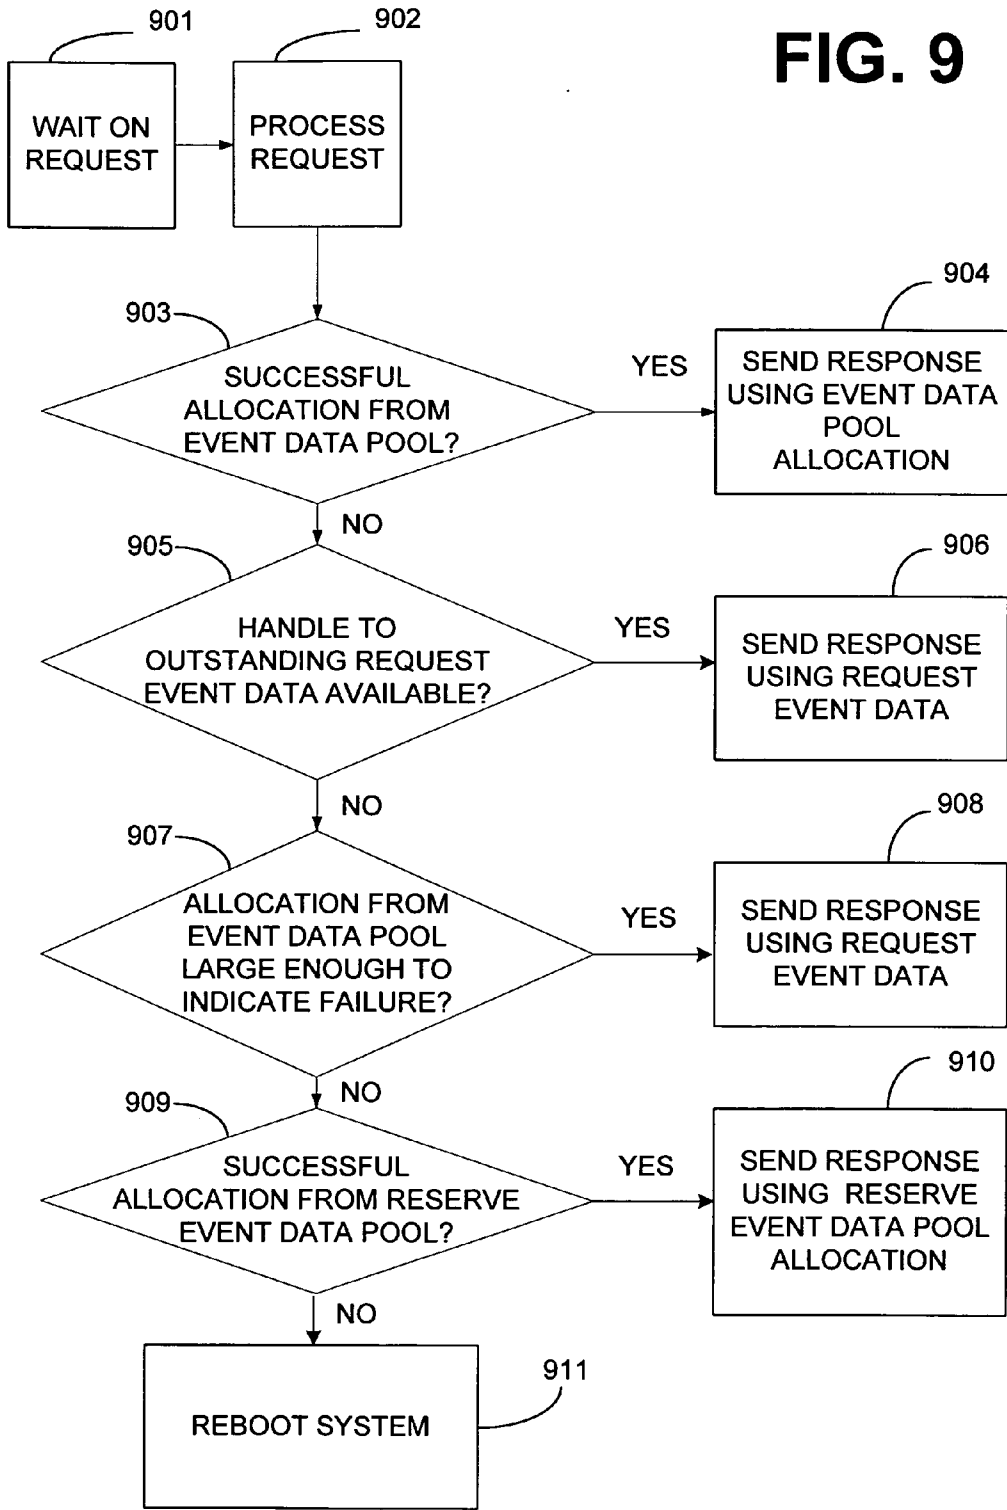 901
902
FIG. 9
WAIT ON
REQUEST
PROCESS
REQUEST
903
904
SUCCESSFUL
ALLOCATION FROM
EVENT DATA POOL?
YES
SEND RESPONSE
USING EVENT DATA
POOL
ALLOCATION
NO
905
906
HANDLE TO
OUTSTANDING REQUEST
EVENT DATA AVAILABLE?
YES
SEND RESPONSE
USING REQUEST
EVENT DATA
NO
907
908
ALLOCATION FROM
EVENT DATA POOL
LARGE ENOUGH TO
INDICATE FAILURE?
YES
SEND RESPONSE
USING REQUEST
EVENT DATA
NO
909
910
SUCCESSFUL
ALLOCATION FROM RESERVE
EVENT DATA POOL?
YES
SEND RESPONSE
USING RESERVE
EVENT DATA POOL
ALLOCATION
NO
911
REBOOT SYSTEM